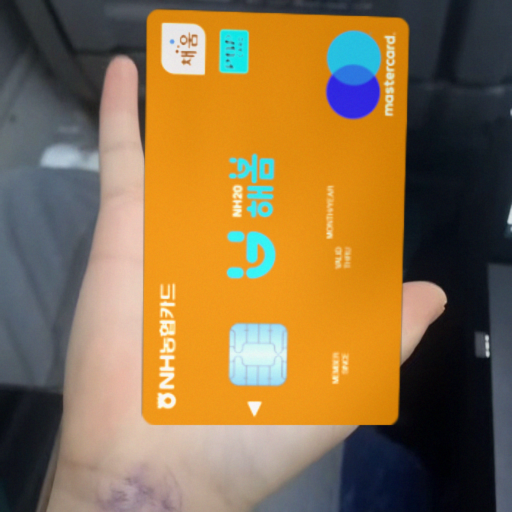 NH농협카드
채움
NH20
해봄
MEMBER
SINCE
VALID
THRU
MONTH/YEAR
mastercard.